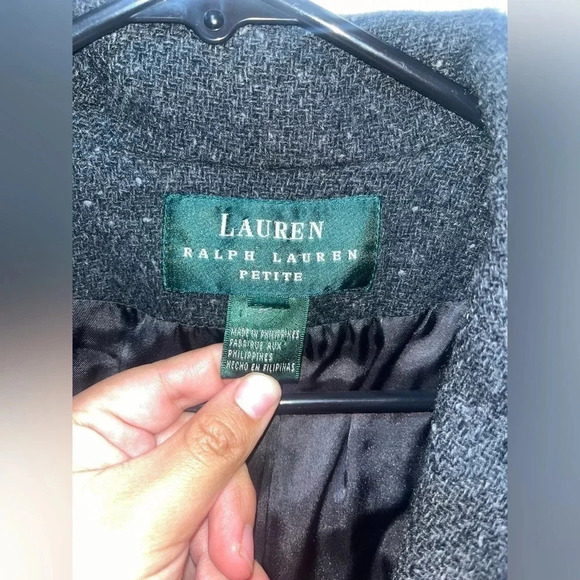 LAUREN
RALPH LAUREN
PETITE
MADE IN PHILIPPINES
FABRIQUE AUX
PHILIPPINES
HECHO EN FILIPINAS